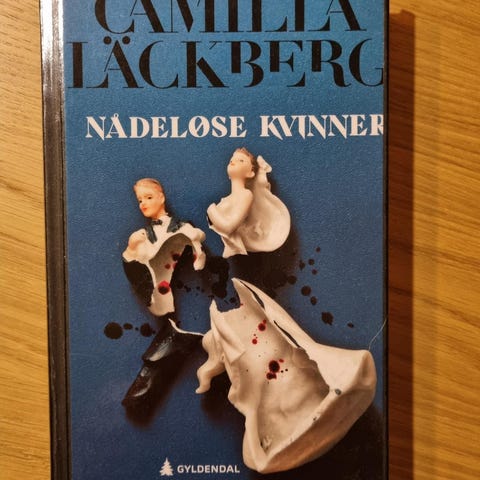 CAMILLA
LÄCKBERG
NÅDELØSE KVINNER
GYLDENDAL